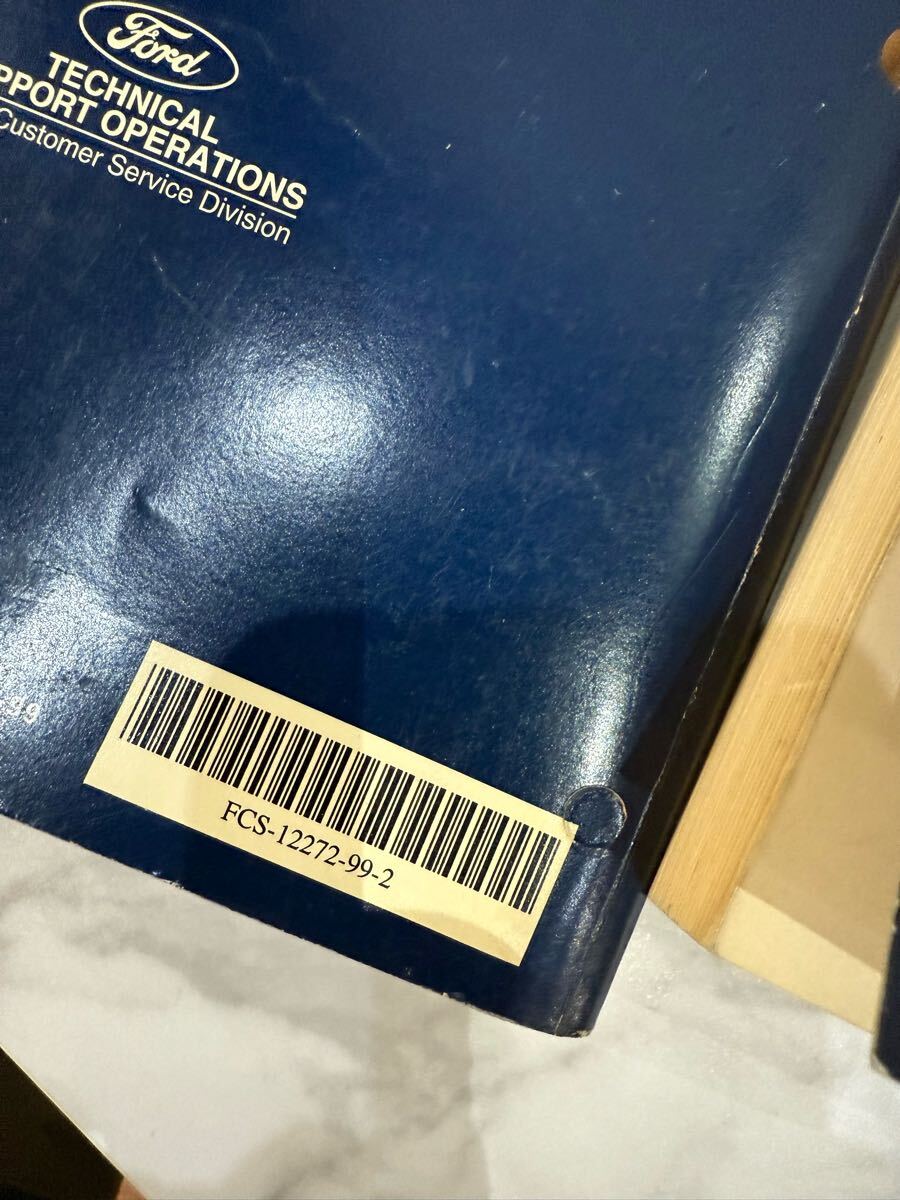 Ford
TECHNICAL
PPORT OPERATIONS
Customer Service Division
FCS-12272-99-2